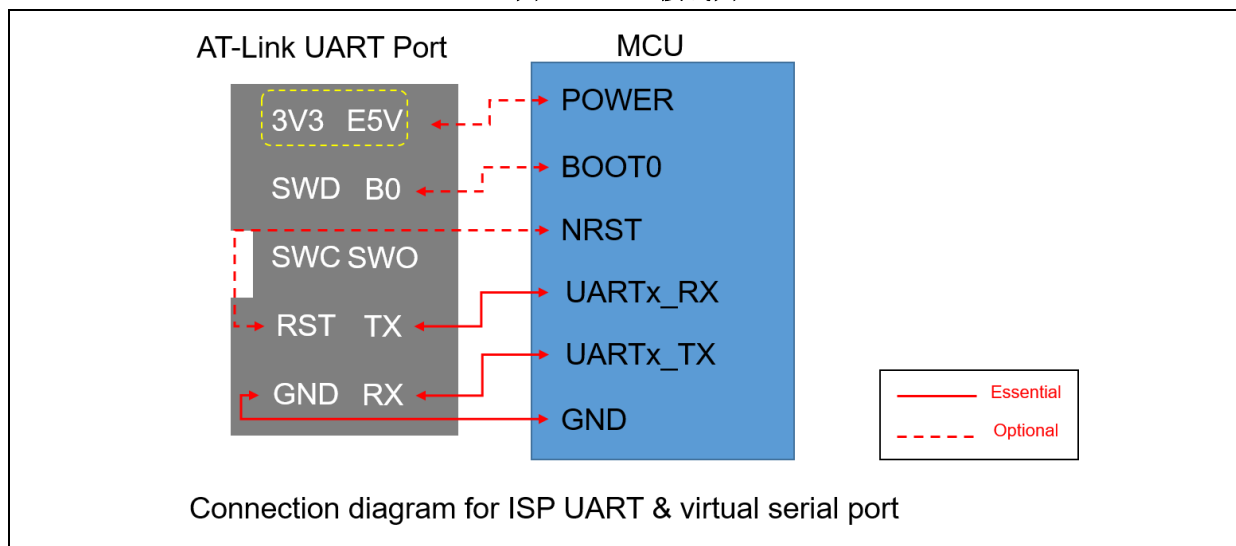 AT-Link UART Port
MCU
3V3 E5V
POWER
SWD B0
BOOT0
NRST
SWC SWO
UARTx_RX
RST TX
UARTx_TX
GND RX
GND
Essential
Optional
Connection diagram for ISP UART & virtual serial port